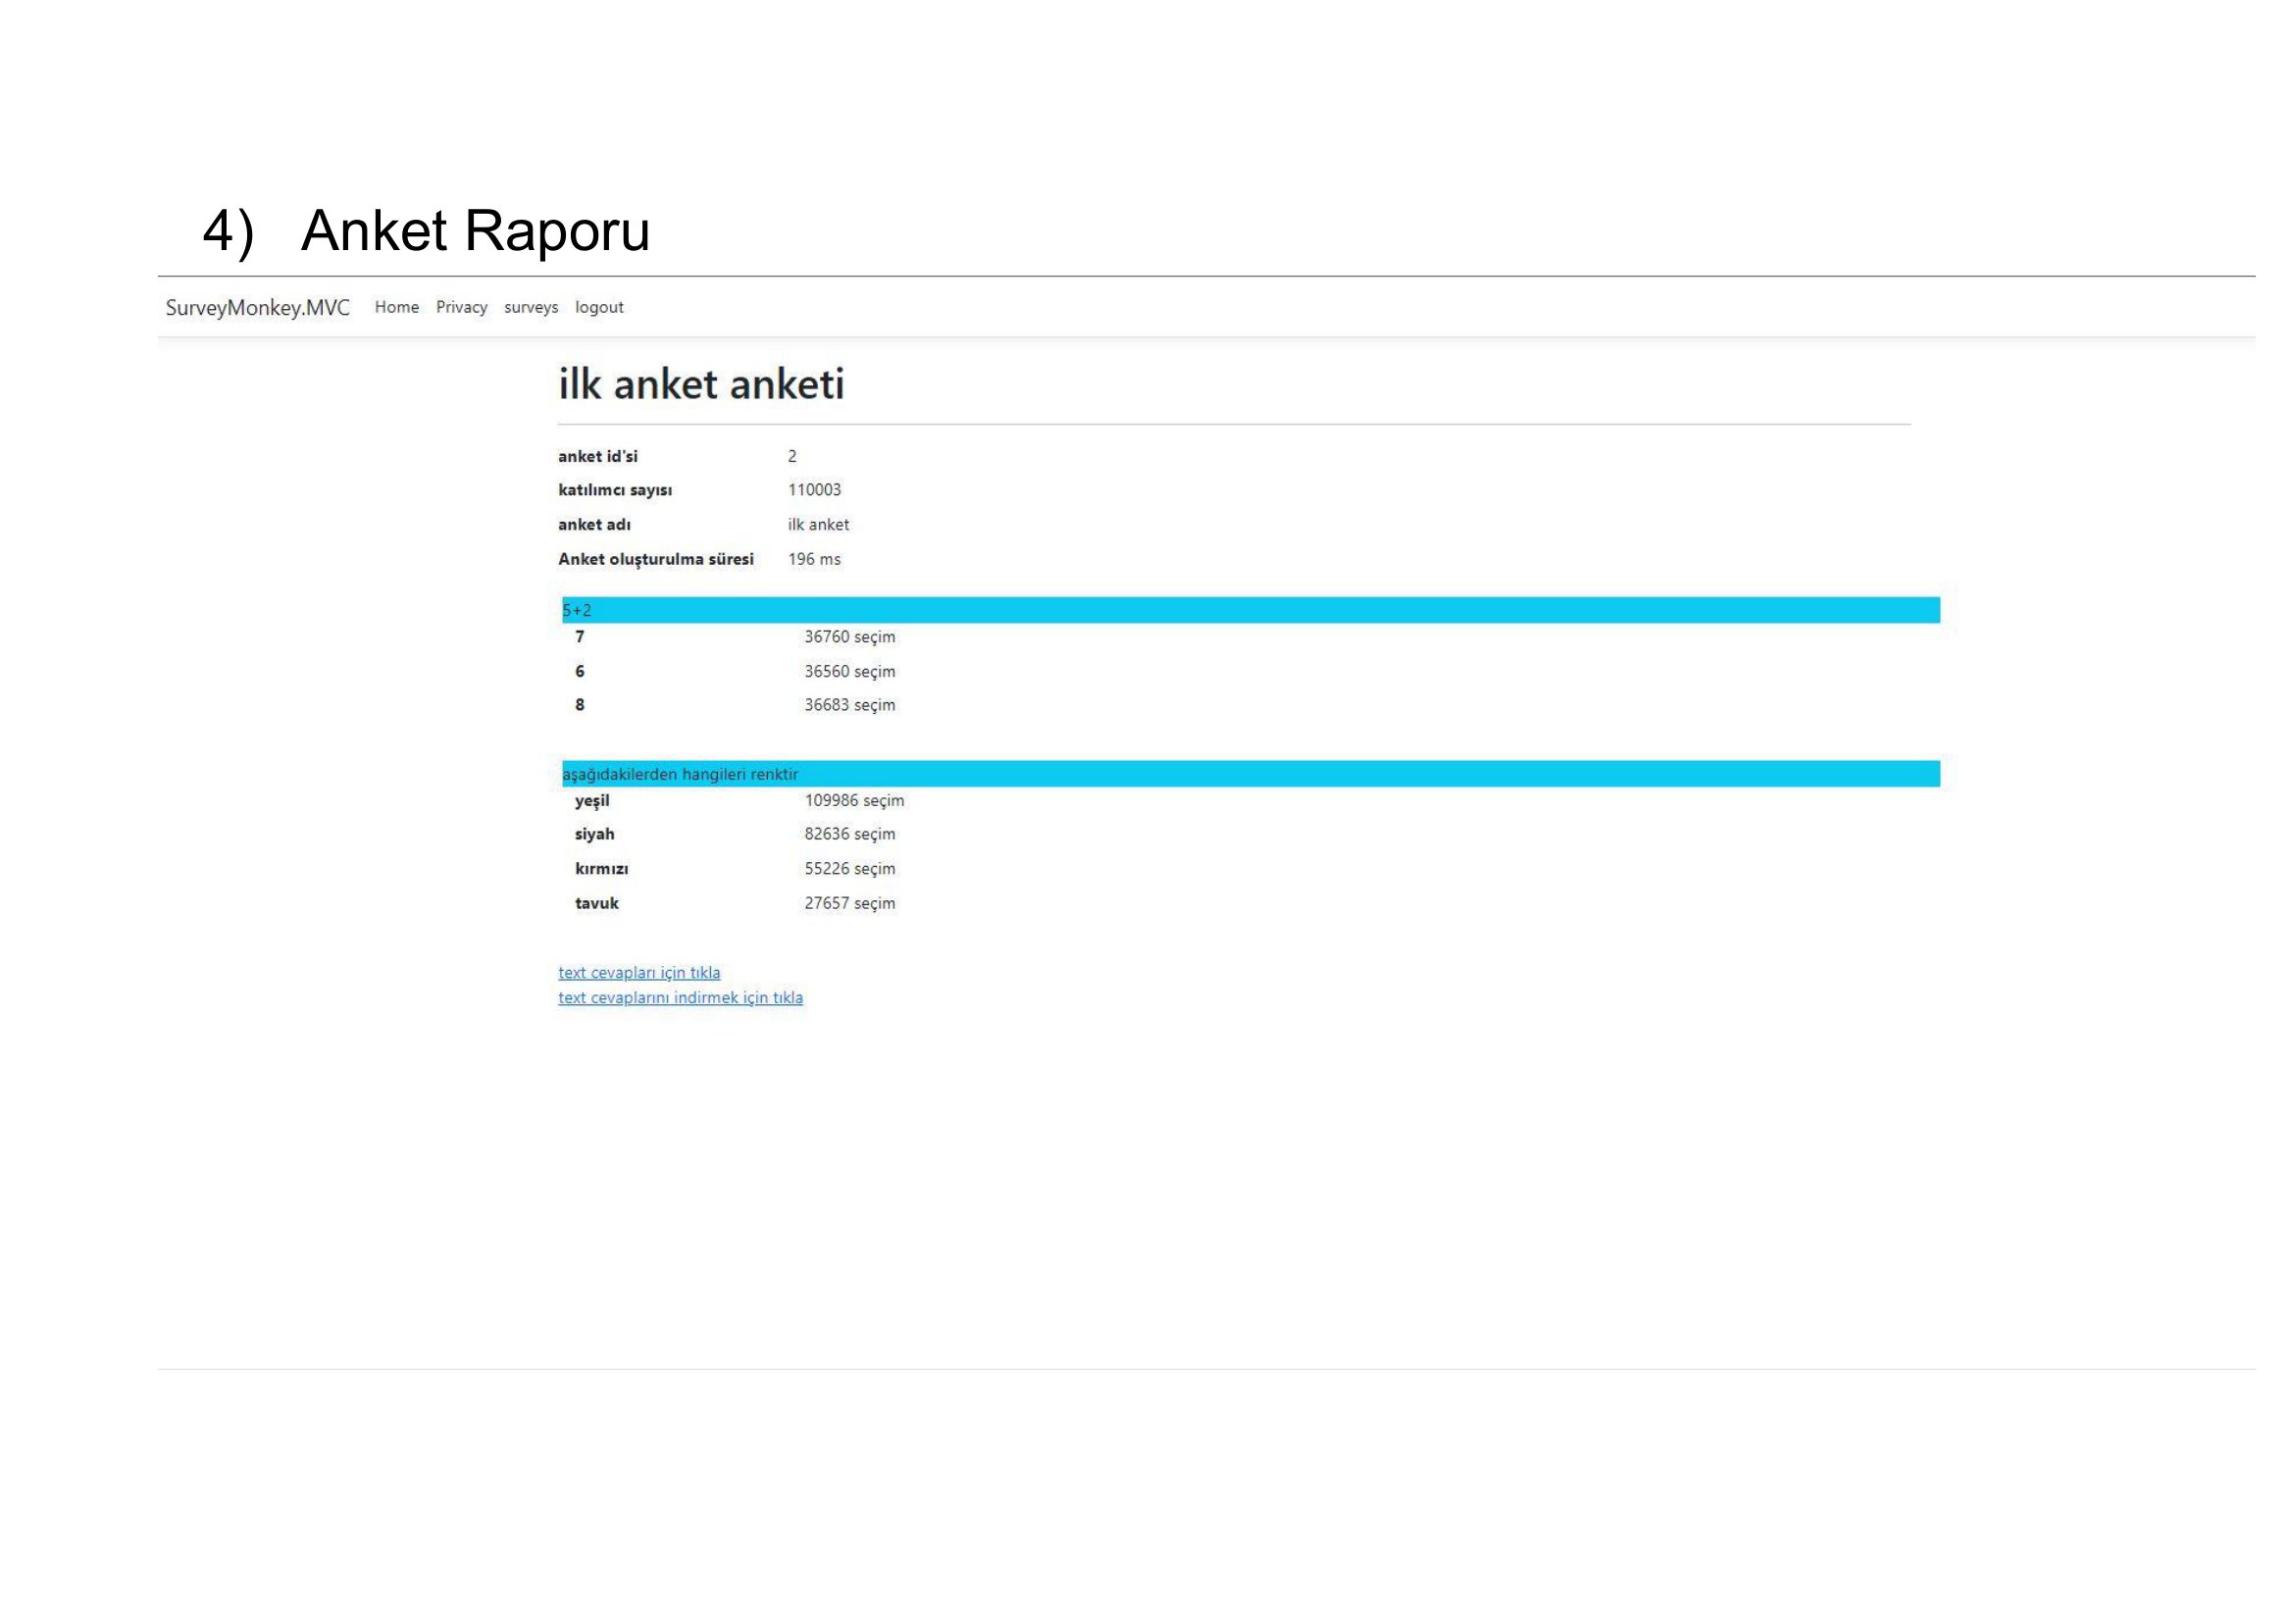 4) Anket Raporu
SurveyMonkey.MVC Home Privacy surveys logout
ilk anket anketi
anket id'si 2
katılımcı sayısı 110003
anket adı ilk anket
Anket oluşturulma süresi 196 ms
5+2
7 36760 seçim
6 36560 seçim
8 36683 seçim
aşağıdakilerden hangileri renktir
yeşil 109986 seçim
siyah 82636 seçim
kırmızı 55226 seçim
tavuk 27657 seçim
text cevapları için tıkla
text cevaplarını indirmek için tıkla